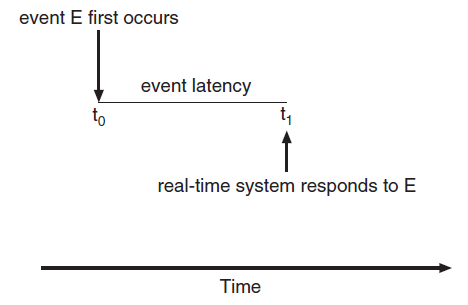 event E first occurs
event latency
t0 t1
real-time system responds to E
Time